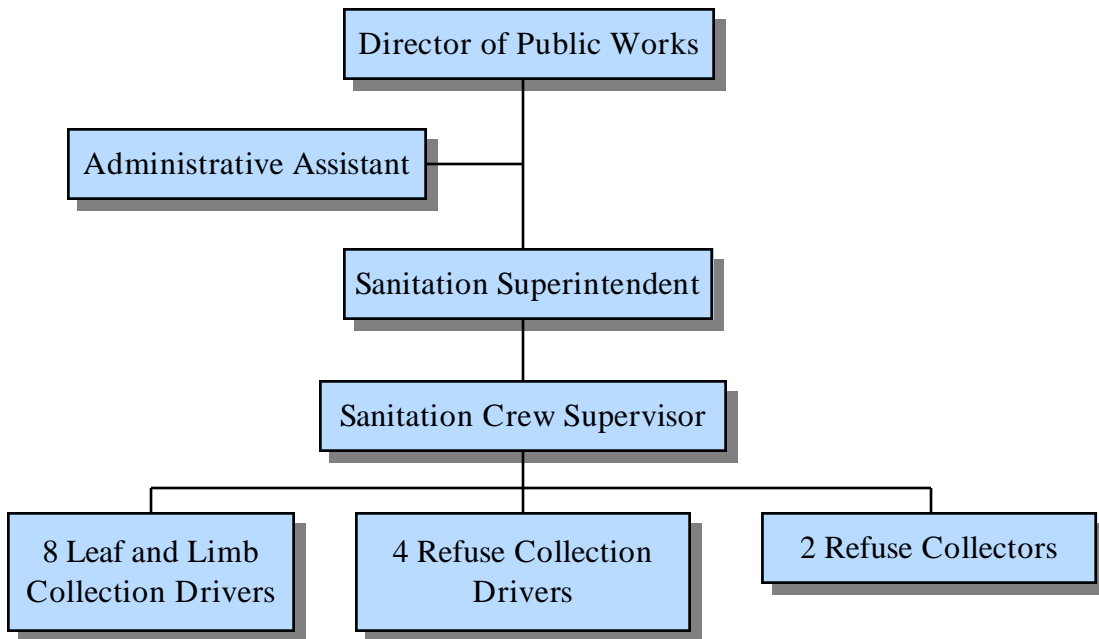 Director of Public Works
Administrative Assistant
Sanitation Superintendent
Sanitation Crew Supervisor
8 Leaf and Limb
Collection Drivers
4 Refuse Collection
Drivers
2 Refuse Collectors